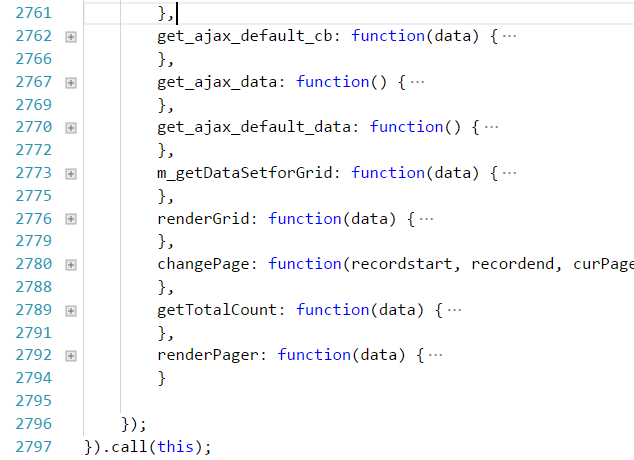 2761 },
2762 get_ajax_default_cb: function(data) {···
2766 },
2767 get_ajax_data: function() {···
2769 },
2770 get_ajax_default_data: function() {···
2772 },
2773 m_getDataSetforGrid: function(data) {···
2775 },
2776 renderGrid: function(data) {···
2779 },
2780 changePage: function(recordstart, recordend, curPage
2788 },
2789 getTotalCount: function(data) {···
2791 },
2792 renderPager: function(data) {···
2794 }
2795
2796 });
2797 }).call(this);